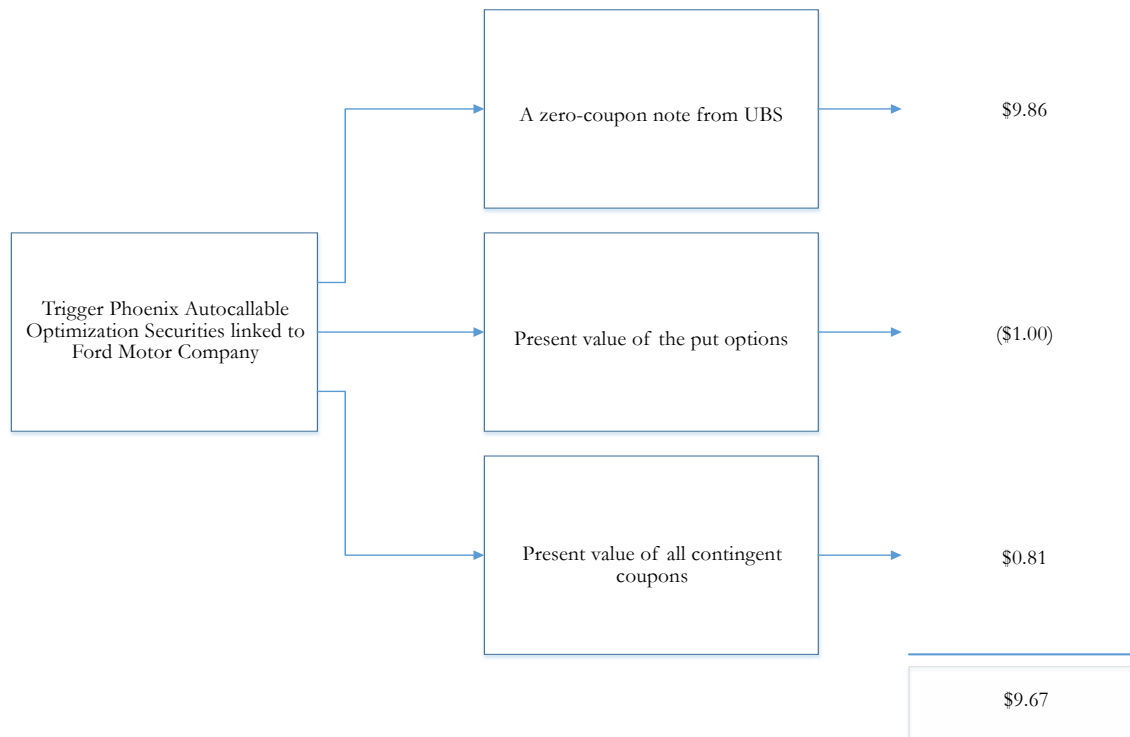 A zero-coupon note from UBS
$9.86
Trigger Phoenix Autocallable
Optimization Securities linked to
Ford Motor Company
Present value of the put options
($1.00)
Present value of all contingent
coupons
$0.81
$9.67